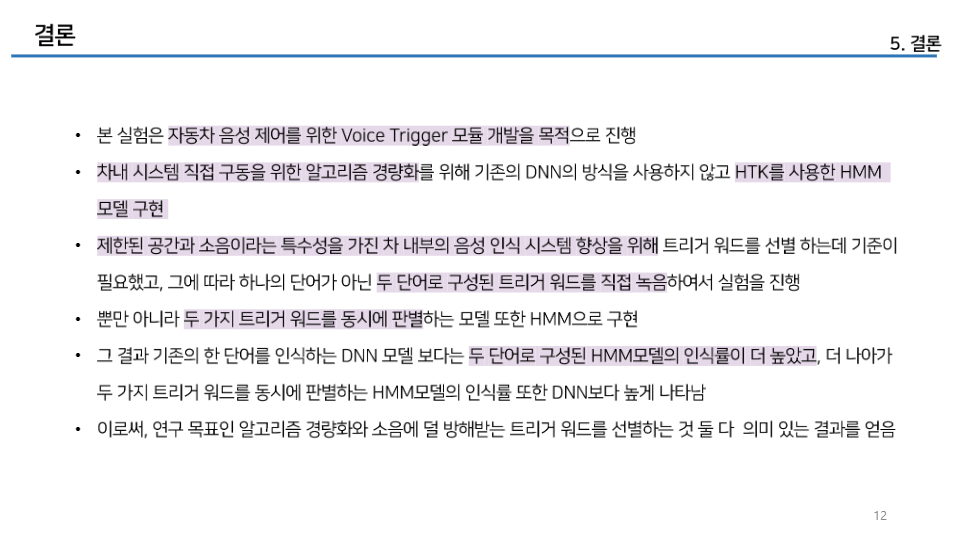 결론
5. 결론
• 본 실험은 자동차 음성 제어를 위한 Voice Trigger 모듈 개발을 목적으로 진행
• 차내 시스템 직접 구동을 위한 알고리즘 경량화를 위해 기존의 DNN의 방식을 사용하지 않고 HTK를 사용한 HMM
모델 구현
• 제한된 공간과 소음이라는 특수성을 가진 차 내부의 음성 인식 시스템 향상을 위해 트리거 워드를 선별 하는데 기준이
필요했고, 그에 따라 하나의 단어가 아닌 두 단어로 구성된 트리거 워드를 직접 녹음하여서 실험을 진행
• 뿐만 아니라 두 가지 트리거 워드를 동시에 판별하는 모델 또한 HMM으로 구현
• 그 결과 기존의 한 단어를 인식하는 DNN 모델 보다는 두 단어로 구성된 HMM모델의 인식률이 더 높았고, 더 나아가
두 가지 트리거 워드를 동시에 판별하는 HMM모델의 인식률 또한 DNN보다 높게 나타남
• 이로써, 연구 목표인 알고리즘 경량화와 소음에 덜 방해받는 트리거 워드를 선별하는 것 둘 다 의미 있는 결과를 얻음
12